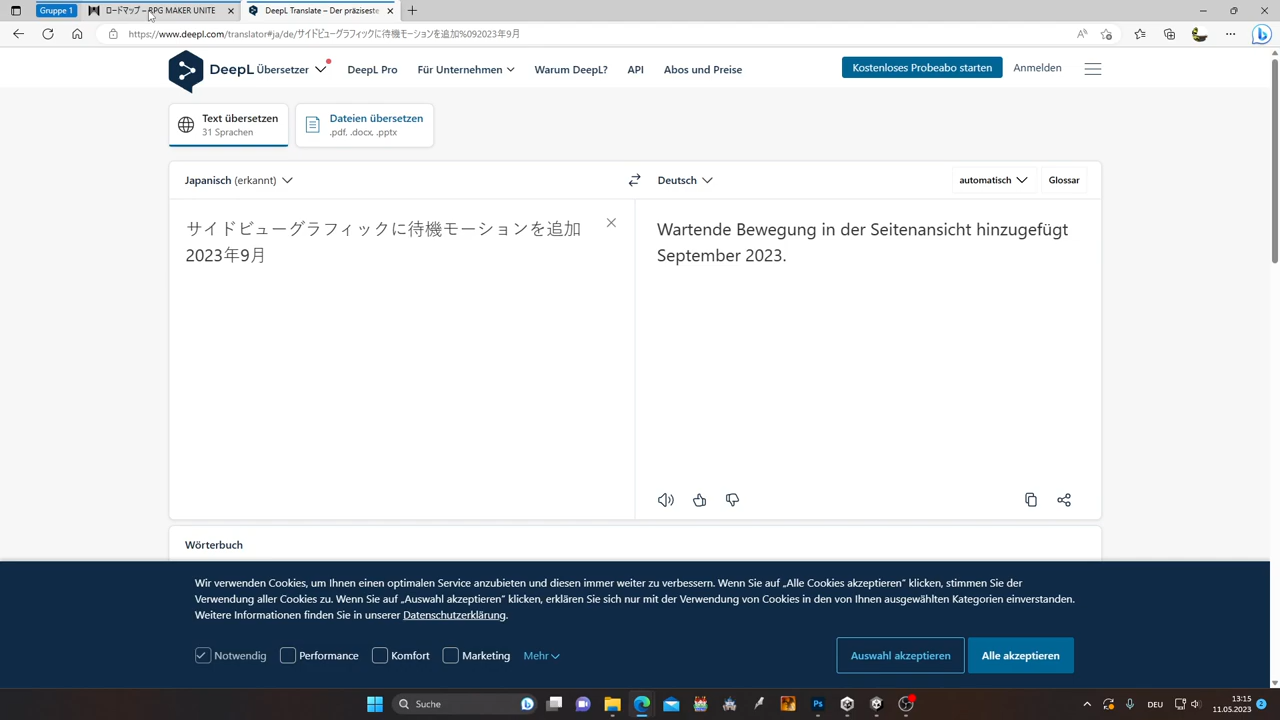 Gruppe 1
ロードマップ – RPG MAKER UNITE
DeepL Translate – Der präziseste
https://www.deepl.com/translator#ja/de/サイドビューグラフィックに待機モーションを追加%092023年9月
DeepL Übersetzer
DeepL Pro
Für Unternehmen
Warum DeepL?
API
Abos und Preise
Kostenloses Probeabo starten
Anmelden
Text übersetzen
31 Sprachen
Dateien übersetzen
.pdf, .docx, .pptx
Japanisch (erkannt)
Deutsch
automatisch
Glossar
サイドビューグラフィックに待機モーションを追加
2023年9月
Wartende Bewegung in der Seitenansicht hinzugefügt
September 2023.
Wörterbuch
Wir verwenden Cookies, um Ihnen einen optimalen Service anzubieten und diesen immer weiter zu verbessern. Wenn Sie auf „Alle Cookies akzeptieren“ klicken, stimmen Sie der
Verwendung aller Cookies zu. Wenn Sie auf „Auswahl akzeptieren“ klicken, erklären Sie sich nur mit der Verwendung von Cookies in den von Ihnen ausgewählten Kategorien einverstanden.
Weitere Informationen finden Sie in unserer Datenschutzerklärung.
Notwendig
Performance
Komfort
Marketing
Mehr
Auswahl akzeptieren
Alle akzeptieren
Suche
DEU
13:15
11.05.2023
2